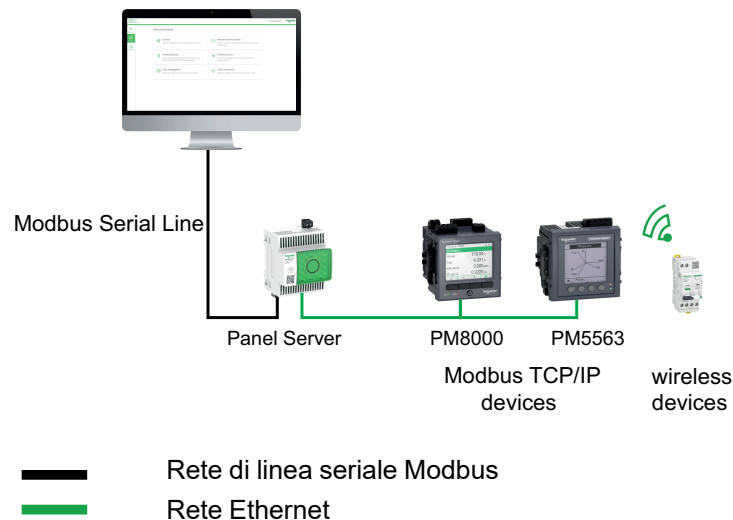 Modbus Serial Line
Panel Server
PM8000
PM5563
Modbus TCP/IP
devices
wireless
devices
Rete di linea seriale Modbus
Rete Ethernet